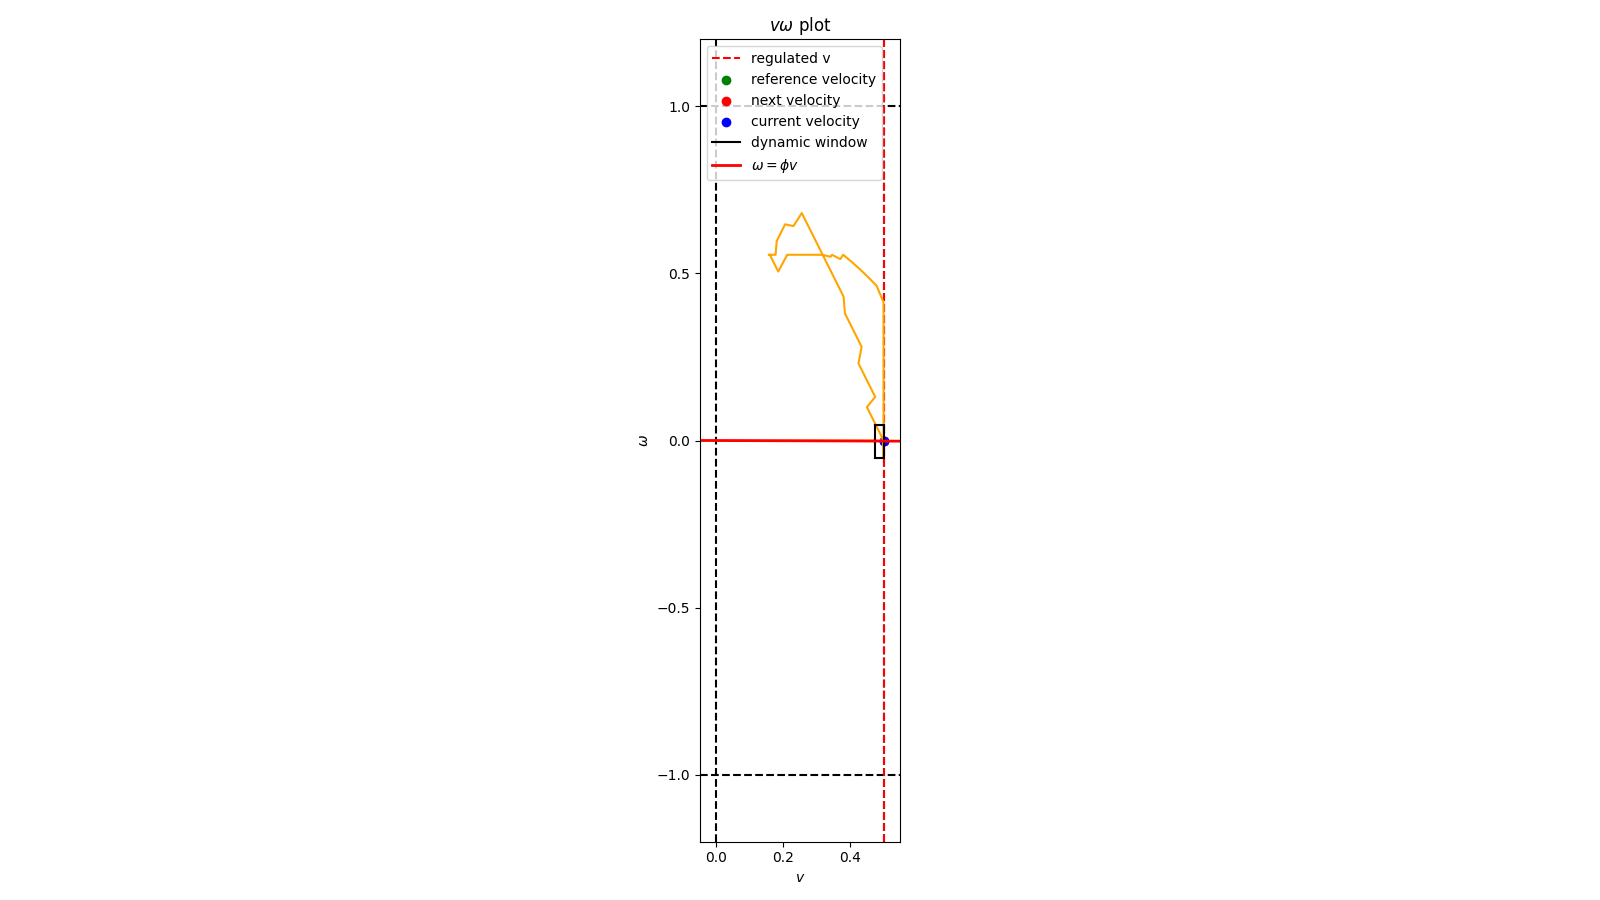 vω plot
regulated v
reference velocity
next velocity
current velocity
dynamic window
ω = ϕv
1.0
0.5
0.0
−0.5
−1.0
ω
0.0 0.2 0.4
v